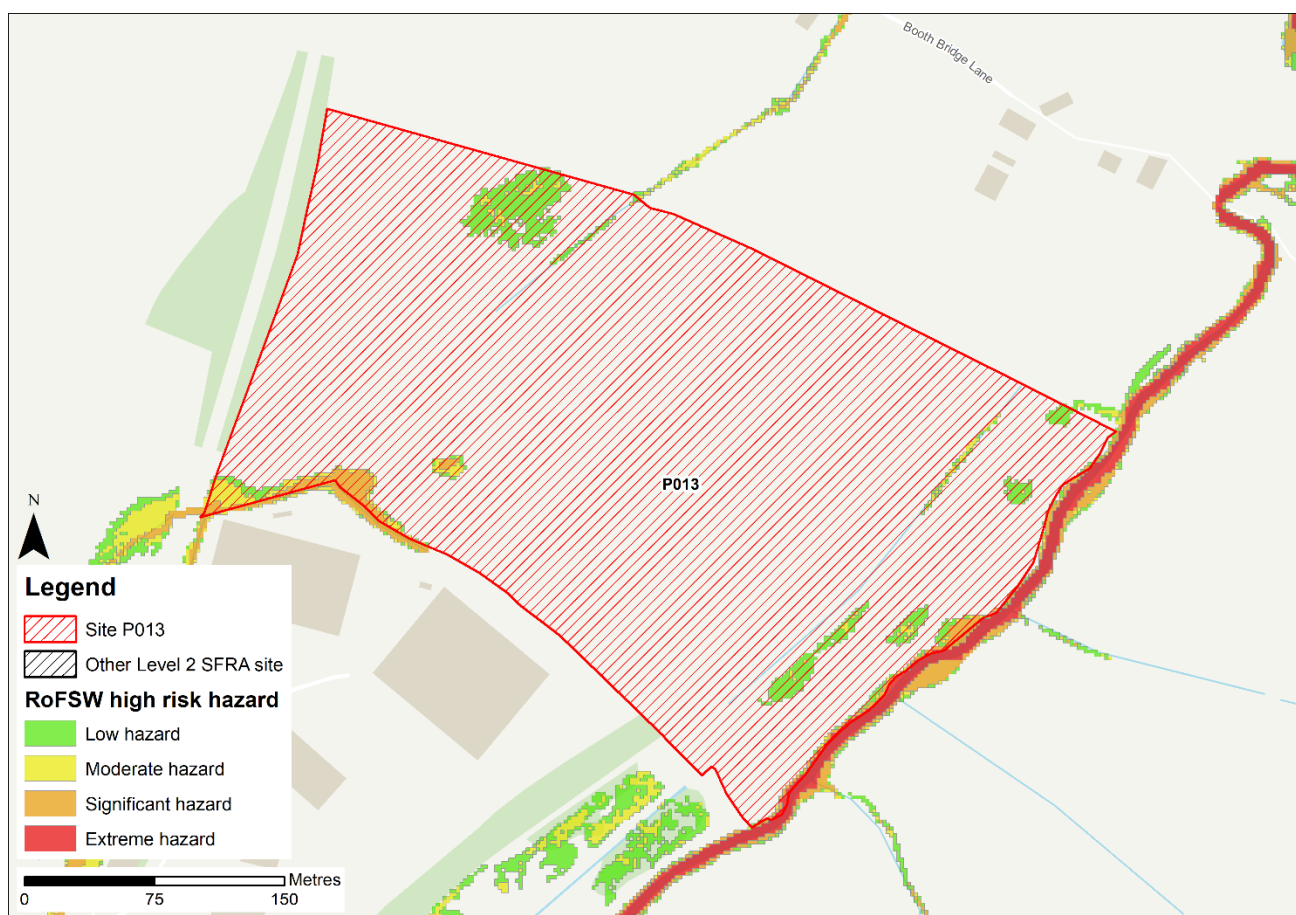 Booth Bridge Lane
P013
N
Legend
Site P013
Other Level 2 SFRA site
RoFSW high risk hazard
Low hazard
Moderate hazard
Significant hazard
Extreme hazard
Metres
0 75 150